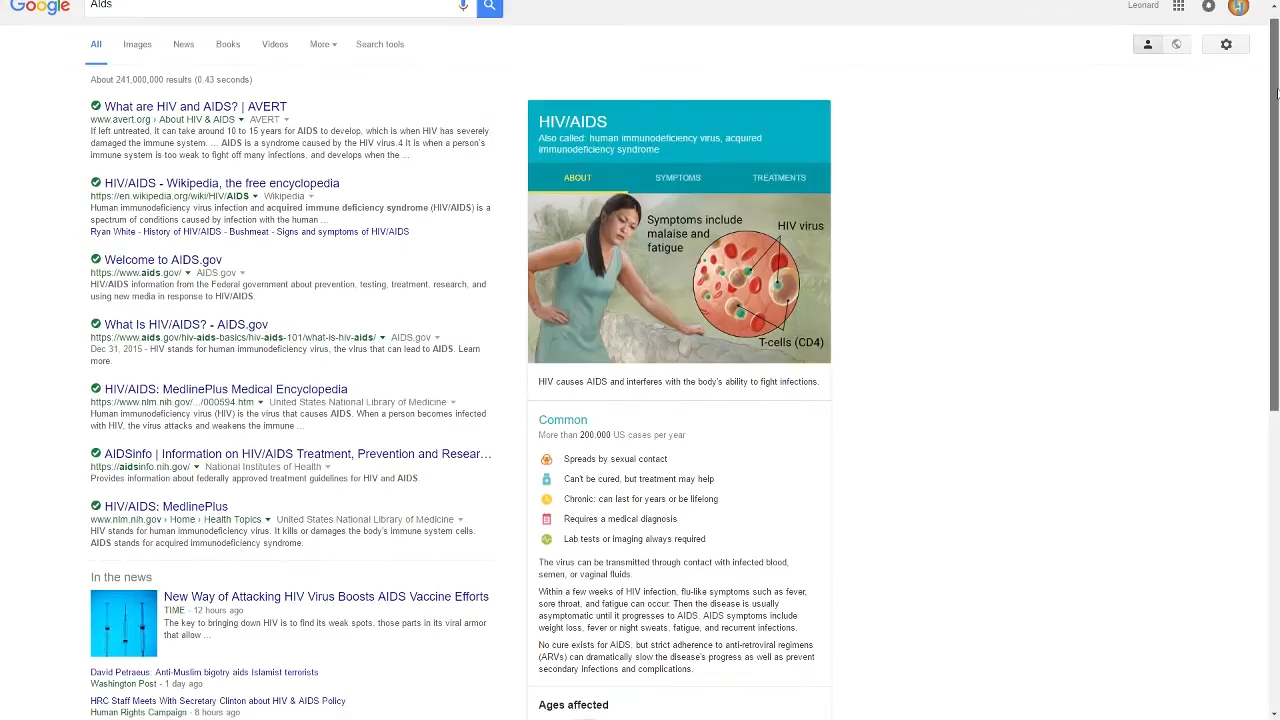 Google
Aids
Leonard
All Images News Books Videos More Search tools
About 241,000,000 results (0.43 seconds)
What are HIV and AIDS? | AVERT
www.avert.org › About HIV & AIDS AVERT
If left untreated, it can take around 10 to 15 years for AIDS to develop, which is when HIV has severely
damaged the immune system. ... AIDS is a syndrome caused by the HIV virus.4 It is when a person's
immune system is too weak to fight off many infections, and develops when the ...
HIV/AIDS - Wikipedia, the free encyclopedia
https://en.wikipedia.org/wiki/HIV/AIDS Wikipedia
Human immunodeficiency virus infection and acquired immune deficiency syndrome (HIV/AIDS) is a
spectrum of conditions caused by infection with the human ...
Ryan White - History of HIV/AIDS - Bushmeat - Signs and symptoms of HIV/AIDS
Welcome to AIDS.gov
https://www.aids.gov/ AIDS.gov
HIV/AIDS information from the Federal government about prevention, testing, treatment, research, and
using new media in response to HIV/AIDS.
What Is HIV/AIDS? - AIDS.gov
https://www.aids.gov/hiv-aids-basics/hiv-aids-101/what-is-hiv-aids/ AIDS.gov
Dec 31, 2015 - HIV stands for human immunodeficiency virus, the virus that can lead to AIDS. Learn
more.
HIV/AIDS: MedlinePlus Medical Encyclopedia
https://www.nlm.nih.gov/.../000594.htm United States National Library of Medicine
Human immunodeficiency virus (HIV) is the virus that causes AIDS. When a person becomes infected
with HIV, the virus attacks and weakens the immune ...
AIDSinfo | Information on HIV/AIDS Treatment, Prevention and Resear...
https://aidsinfo.nih.gov/ National Institutes of Health
Provides information about federally approved treatment guidelines for HIV and AIDS.
HIV/AIDS: MedlinePlus
www.nlm.nih.gov › Home › Health Topics United States National Library of Medicine
HIV stands for human immunodeficiency virus. It kills or damages the body's immune system cells.
AIDS stands for acquired immunodeficiency syndrome.
In the news
New Way of Attacking HIV Virus Boosts AIDS Vaccine Efforts
TIME - 12 hours ago
The key to bringing down HIV is to find its weak spots, those parts in its viral armor
that allow ...
David Petraeus: Anti-Muslim bigotry aids Islamist terrorists
Washington Post - 1 day ago
HRC Staff Meets With Secretary Clinton about HIV & AIDS Policy
Human Rights Campaign - 8 hours ago
HIV/AIDS
Also called: human immunodeficiency virus, acquired
immunodeficiency syndrome
ABOUT SYMPTOMS TREATMENTS
Symptoms include
malaise and
fatigue
HIV virus
T-cells (CD4)
HIV causes AIDS and interferes with the body's ability to fight infections.
Common
More than 200,000 US cases per year
Spreads by sexual contact
Can't be cured, but treatment may help
Chronic: can last for years or be lifelong
Requires a medical diagnosis
Lab tests or imaging always required
The virus can be transmitted through contact with infected blood,
semen, or vaginal fluids.
Within a few weeks of HIV infection, flu-like symptoms such as fever,
sore throat, and fatigue can occur. Then the disease is usually
asymptomatic until it progresses to AIDS. AIDS symptoms include
weight loss, fever or night sweats, fatigue, and recurrent infections.
No cure exists for AIDS, but strict adherence to anti-retroviral regimens
(ARVs) can dramatically slow the disease's progress as well as prevent
secondary infections and complications.
Ages affected